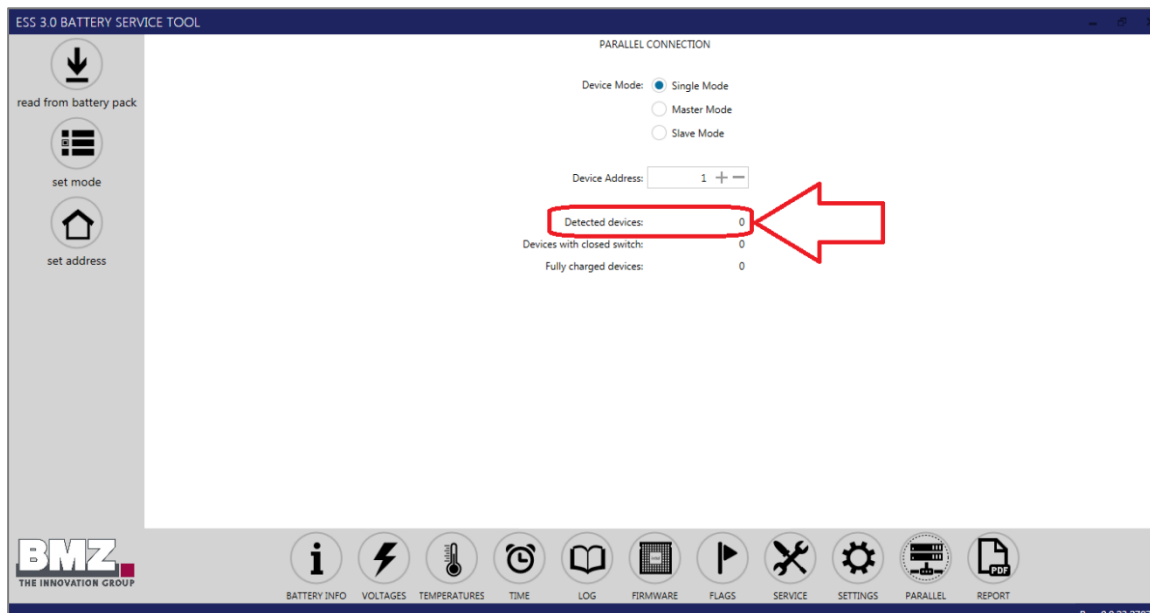 ESS 3.0 BATTERY SERVICE TOOL
PARALLEL CONNECTION
read from battery pack
set mode
set address
Device Mode: Single Mode
Master Mode
Slave Mode
Device Address: 1
Detected devices: 0
Devices with closed switch: 0
Fully charged devices: 0
BMZ
THE INNOVATION GROUP
BATTERY INFO VOLTAGES TEMPERATURES TIME LOG FIRMWARE FLAGS SERVICE SETTINGS PARALLEL REPORT
PDF